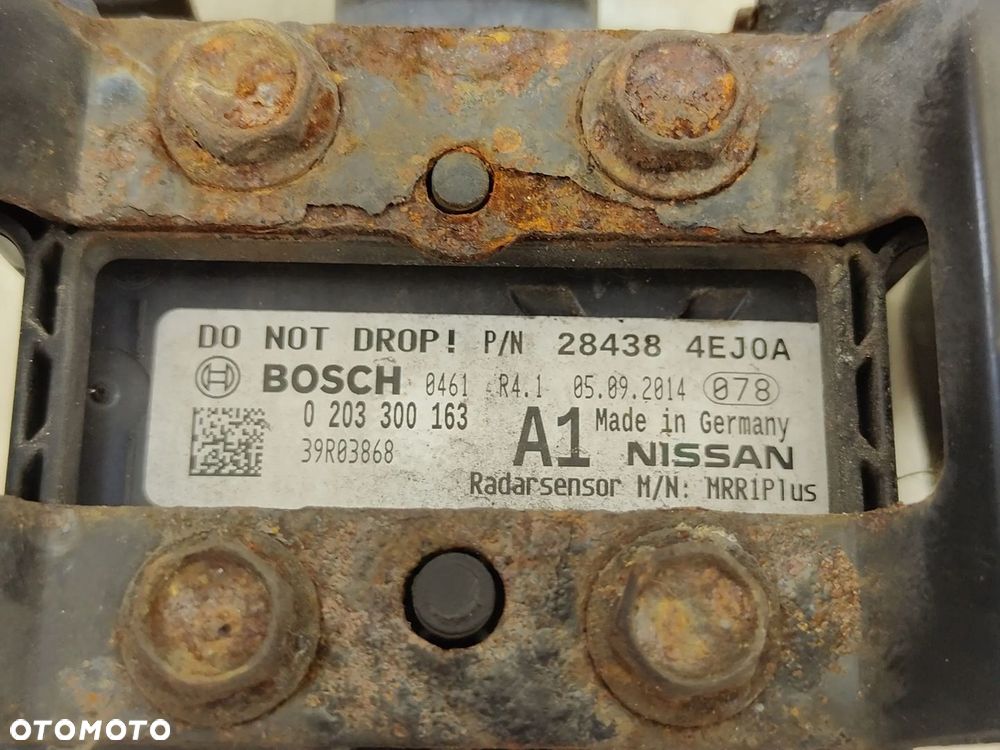 DO NOT DROP! P/N 28438 4EJ0A
BOSCH 0461 R4.1 05.09.2014 078
0 203 300 163 A1 Made in Germany
39R03868 NISSAN
Radarsensor M/N: MRR1Plus
OTOMOTO